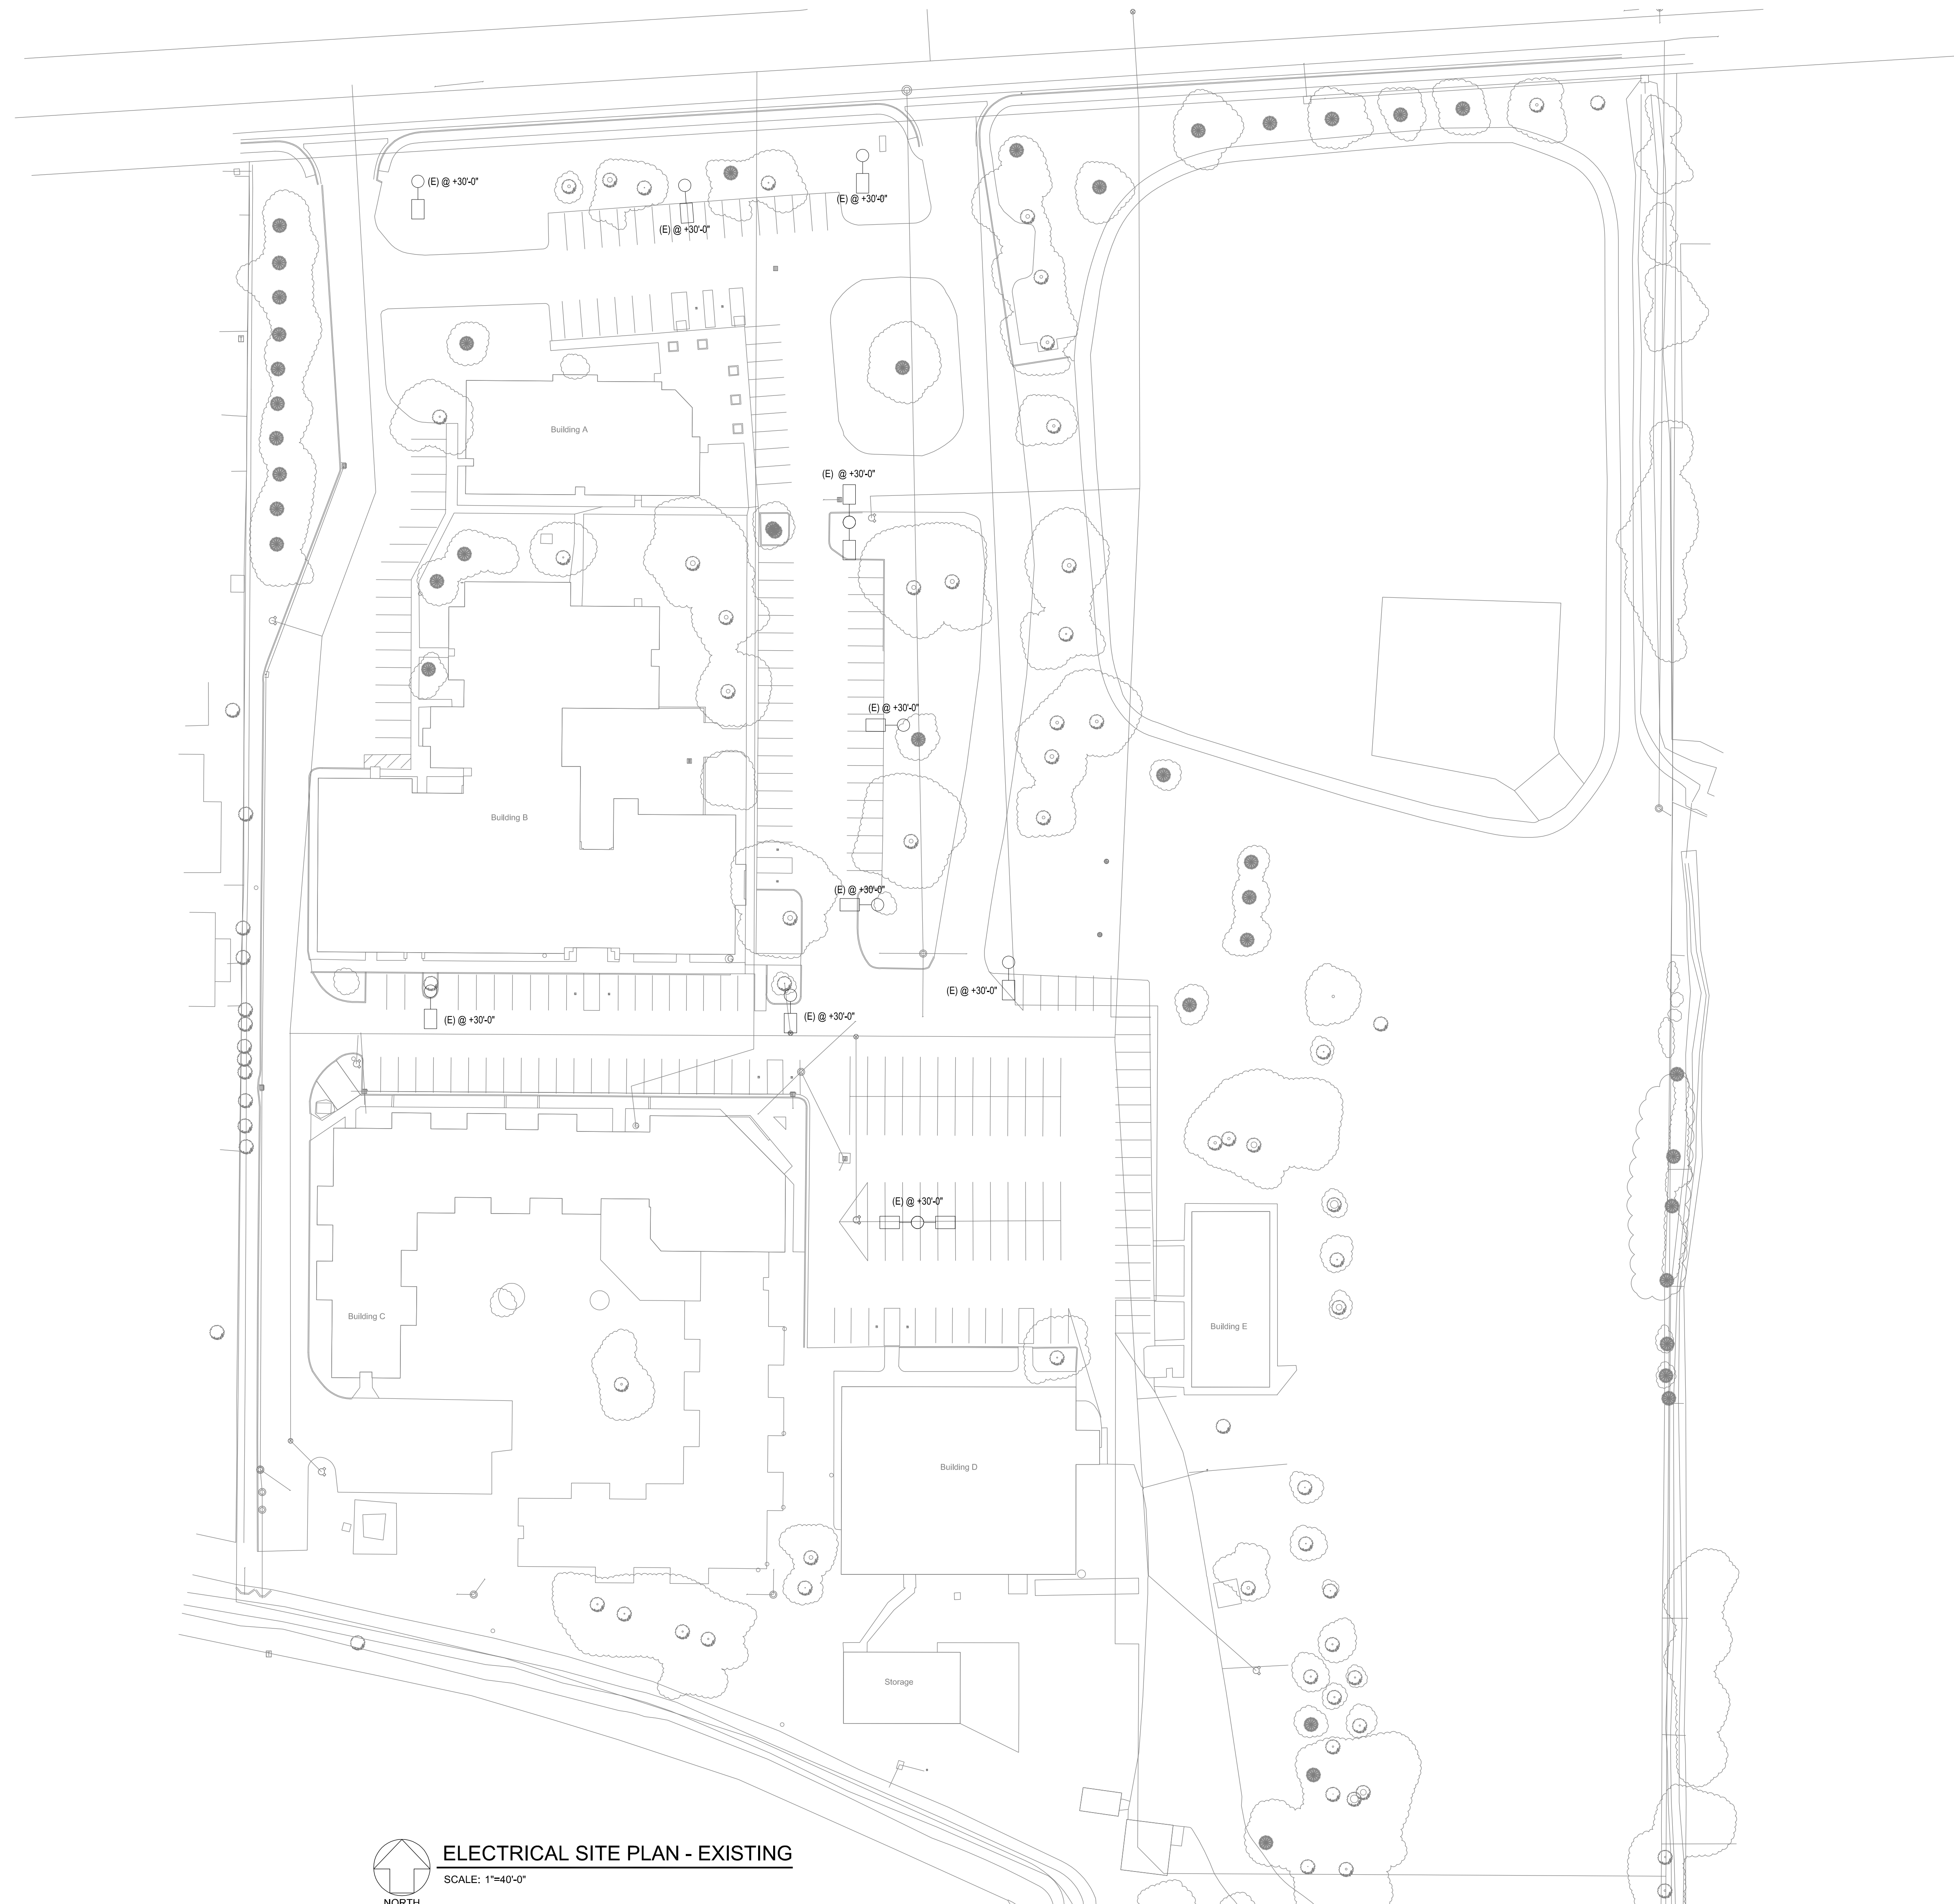 (E) @ +30'-0"
(E) @ +30'-0"
(E) @ +30'-0"
Building A
(E) @ +30'-0"
(E) @ +30'-0"
Building B
(E) @ +30'-0"
(E) @ +30'-0"
(E) @ +30'-0"
(E) @ +30'-0"
(E) @ +30'-0"
Building C
Building E
Building D
Storage
ELECTRICAL SITE PLAN - EXISTING
SCALE: 1"=40'-0"
NORTH